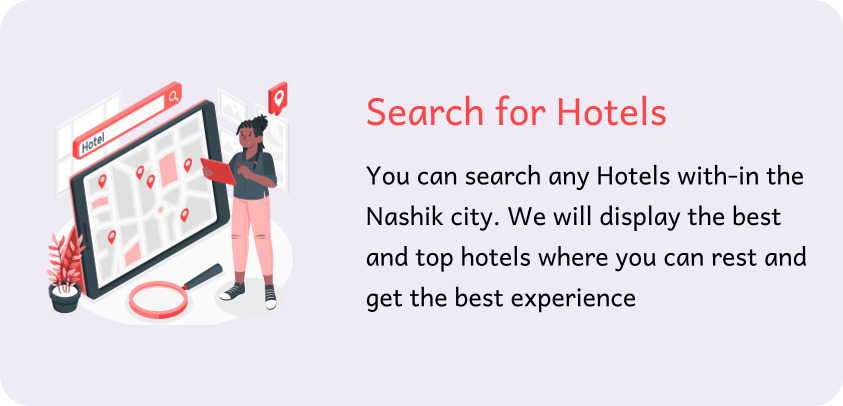 Hotel
Search for Hotels
You can search any Hotels with-in the
Nashik city. We will display the best
and top hotels where you can rest and
get the best experience